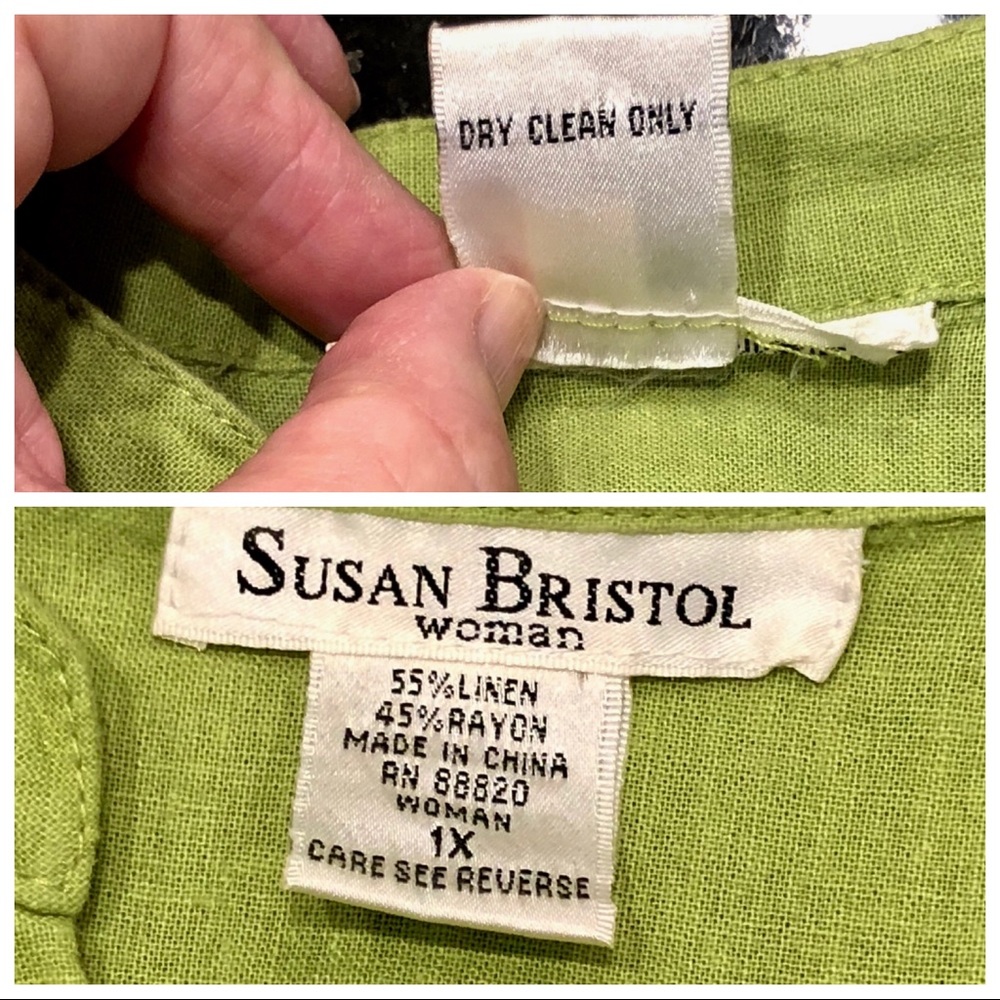 DRY CLEAN ONLY
SUSAN BRISTOL
woman
55%LINEN
45%RAYON
MADE IN CHINA
RN 88820
WOMAN
1X
CARE SEE REVERSE